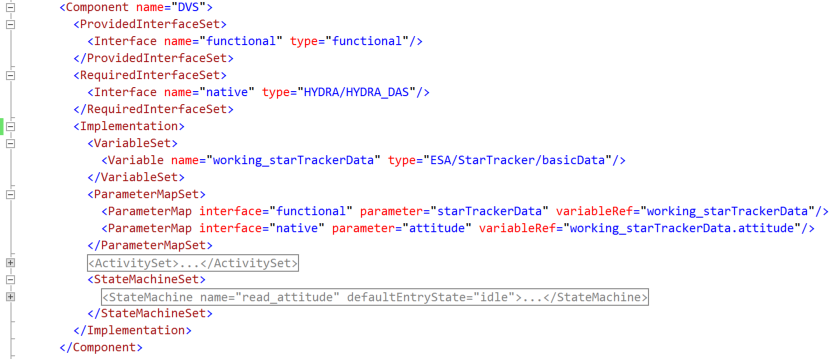 <Component name="DVS">
<ProvidedInterfaceSet>
<Interface name="functional" type="functional"/>
</ProvidedInterfaceSet>
<RequiredInterfaceSet>
<Interface name="native" type="HYDRA/HYDRA_DAS"/>
</RequiredInterfaceSet>
<Implementation>
<VariableSet>
<Variable name="working_starTrackerData" type="ESA/StarTracker/basicData"/>
</VariableSet>
<ParameterMapSet>
<ParameterMap interface="functional" parameter="starTrackerData" variableRef="working_starTrackerData"/>
<ParameterMap interface="native" parameter="attitude" variableRef="working_starTrackerData.attitude"/>
</ParameterMapSet>
<ActivitySet>...</ActivitySet>
<StateMachineSet>
<StateMachine name="read_attitude" defaultEntryState="idle">...</StateMachine>
</StateMachineSet>
</Implementation>
</Component>